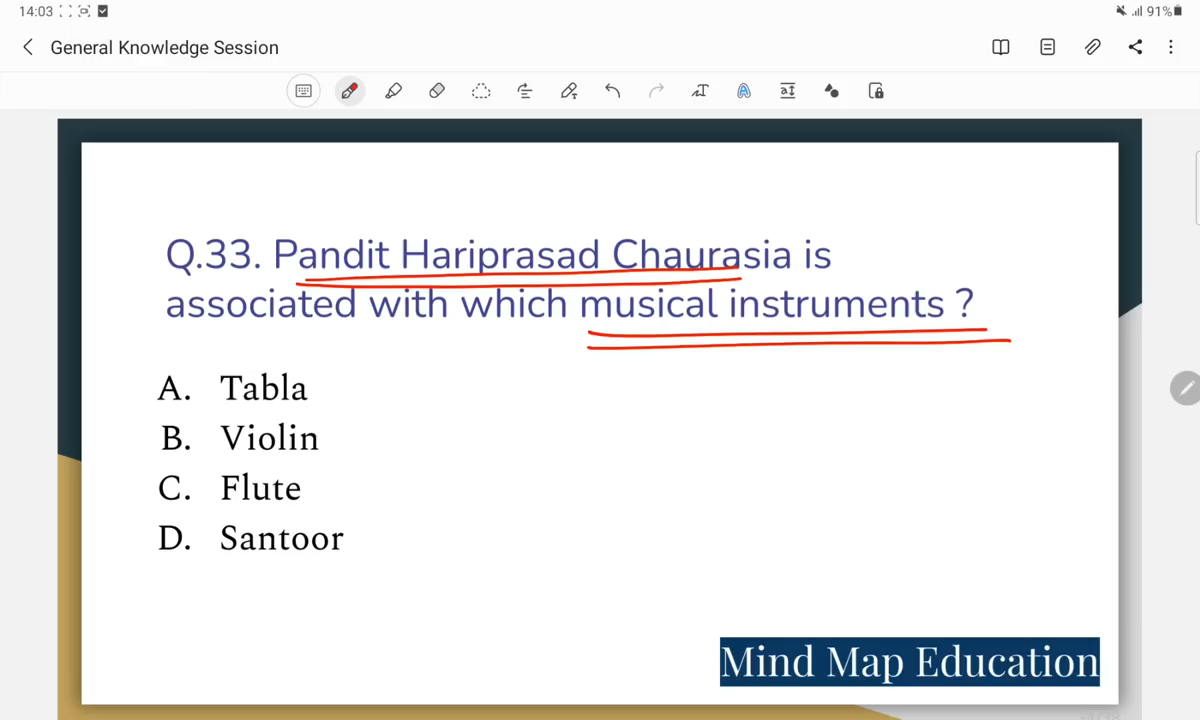 14:03
91%
General Knowledge Session
Q.33. Pandit Hariprasad Chaurasia is
associated with which musical instruments ?
A. Tabla
B. Violin
C. Flute
D. Santoor
Mind Map Education